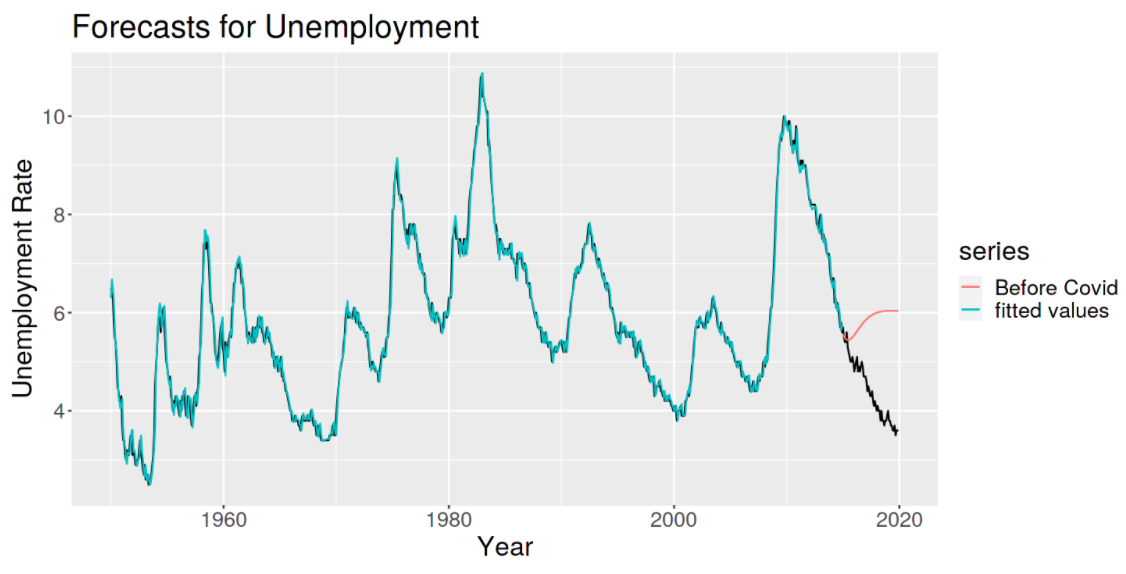 Forecasts for Unemployment
Unemployment Rate
10
8
6
4
1960
1980
2000
2020
Year
series
Before Covid
fitted values